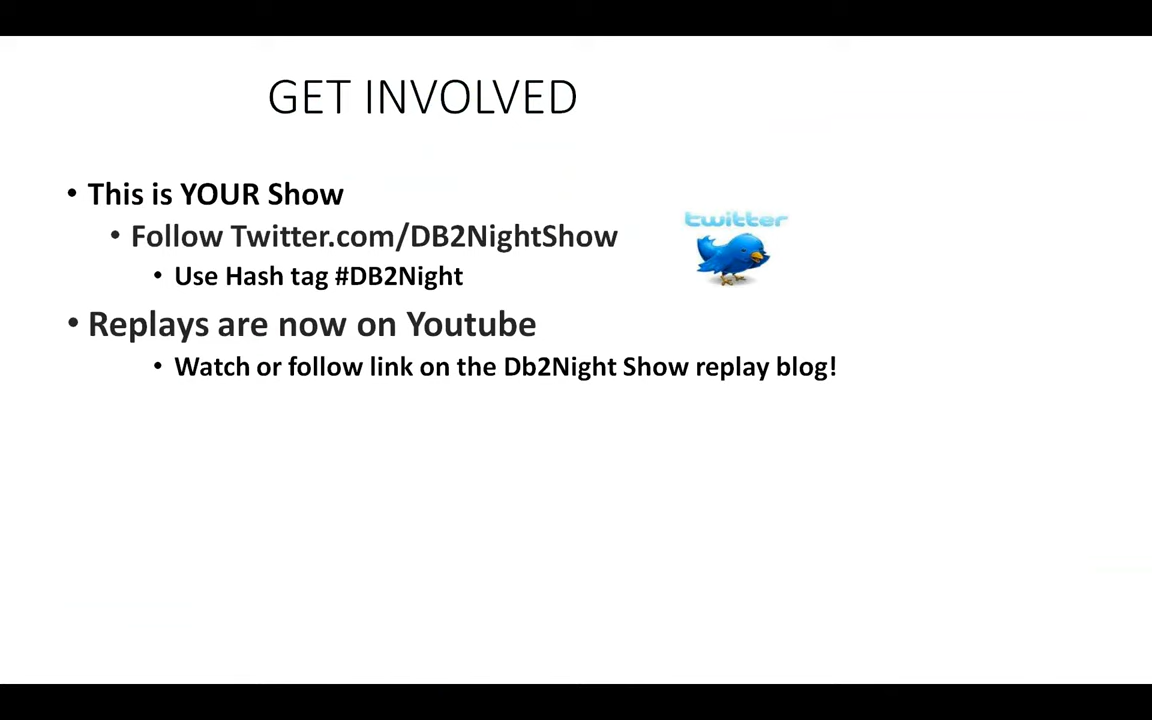 GET INVOLVED
• This is YOUR Show
• Follow Twitter.com/DB2NightShow
twitter
• Use Hash tag #DB2Night
• Replays are now on Youtube
• Watch or follow link on the Db2Night Show replay blog!